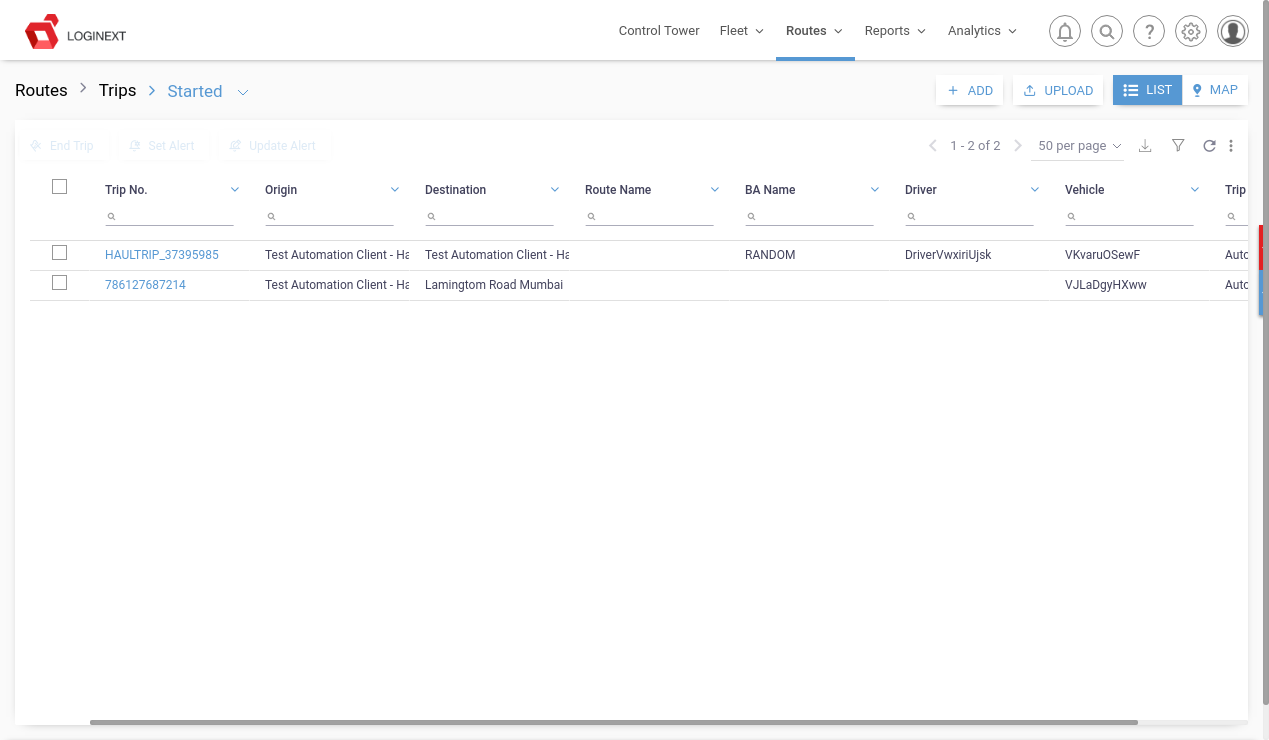 LOGINEXT
Control Tower Fleet Routes Reports Analytics
?
Routes > Trips > Started
+ ADD UPLOAD LIST MAP
End Trip Set Alert Update Alert
1 - 2 of 2 50 per page
Trip No. Origin Destination Route Name BA Name Driver Vehicle Trip
HAULTRIP_37395985 Test Automation Client - Ha Test Automation Client - Ha RANDOM DriverVwxiriUjsk VKvaruOSewF Auto
786127687214 Test Automation Client - Ha Lamingtom Road Mumbai VJLaDgyHXww Auto